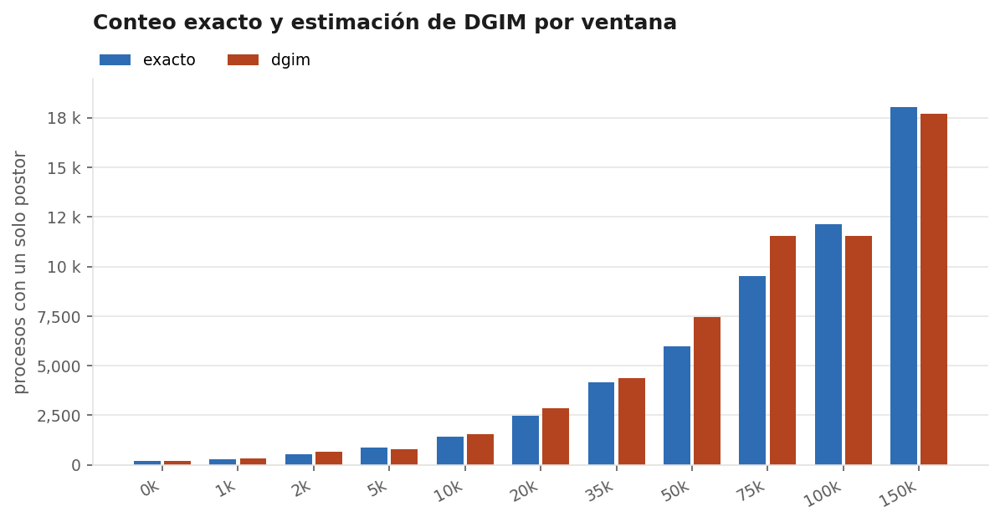 Conteo exacto y estimación de DGIM por ventana
exacto
dgim
procesos con un solo postor
18 k
15 k
12 k
10 k
7,500
5,000
2,500
0
0k
1k
2k
5k
10k
20k
35k
50k
75k
100k
150k